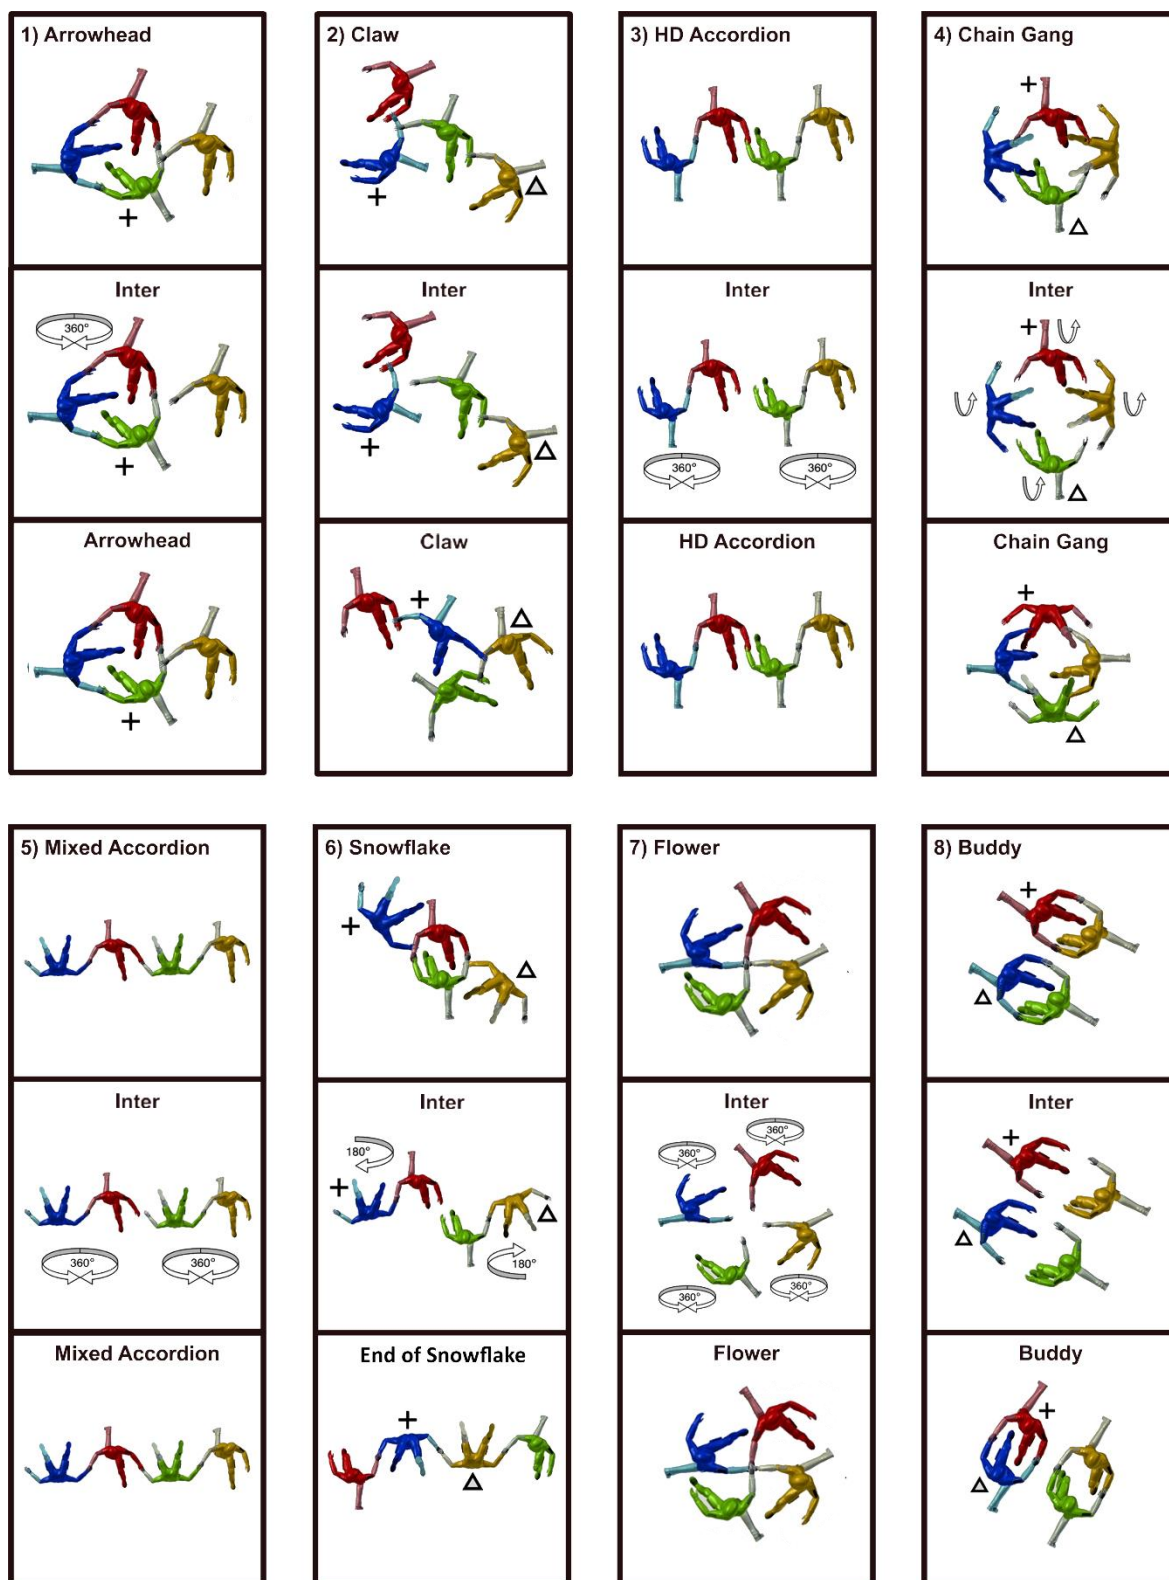 1) Arrowhead
Inter
360°
Arrowhead
2) Claw
Inter
Claw
3) HD Accordion
Inter
360°
360°
HD Accordion
4) Chain Gang
Inter
Chain Gang
5) Mixed Accordion
Inter
360°
360°
Mixed Accordion
6) Snowflake
Inter
180°
180°
End of Snowflake
7) Flower
Inter
360°
360°
360°
360°
Flower
8) Buddy
Inter
Buddy